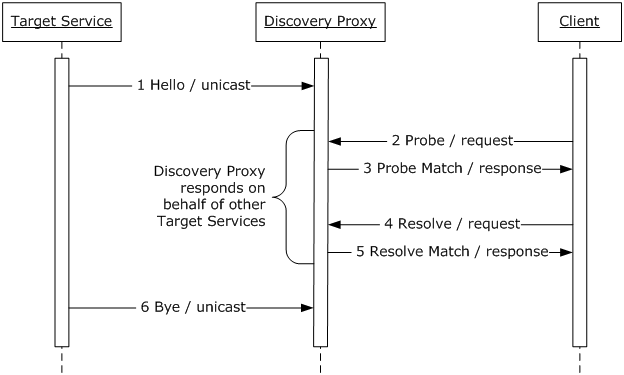 Target Service
Discovery Proxy
Client
1 Hello / unicast
2 Probe / request
3 Probe Match / response
Discovery Proxy
responds on
behalf of other
Target Services
4 Resolve / request
5 Resolve Match / response
6 Bye / unicast